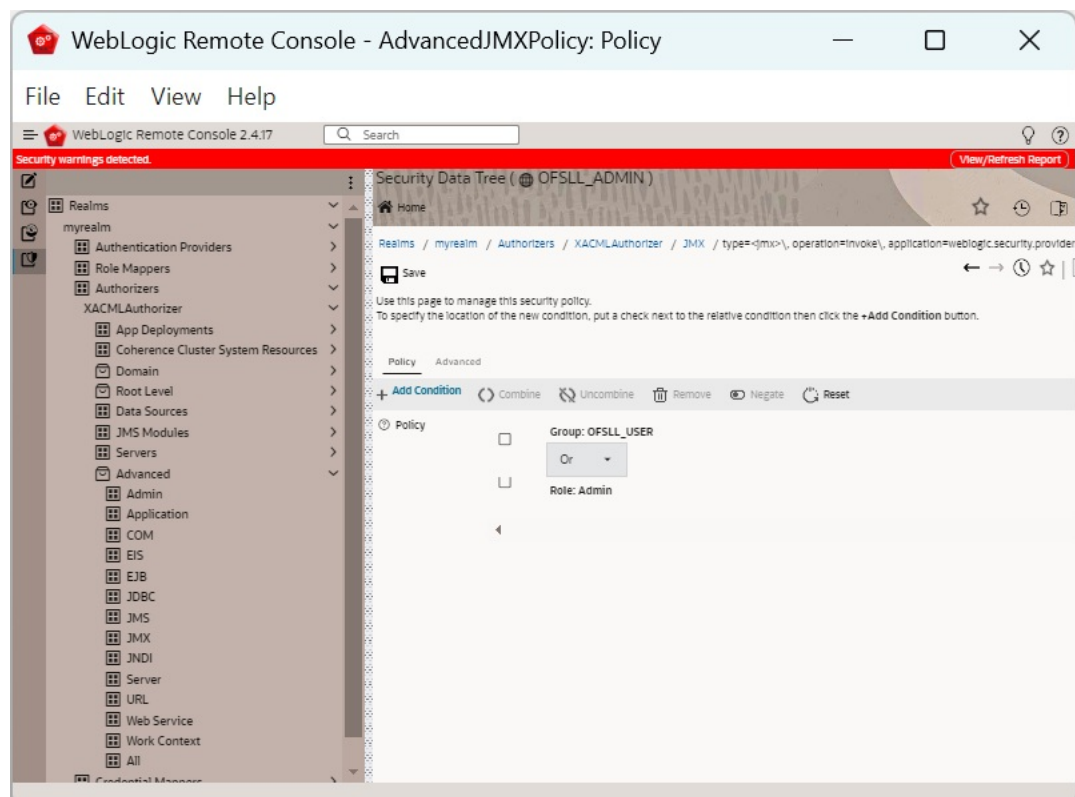 WebLogic Remote Console - AdvancedJMXPolicy: Policy
File Edit View Help
WebLogic Remote Console 2.4.17
Search
Security warnings detected.
View/Refresh Report
Realms
myrealm
Authentication Providers
Role Mappers
Authorizers
XACMLAuthorizer
App Deployments
Coherence Cluster System Resources
Domain
Root Level
Data Sources
JMS Modules
Servers
Advanced
Admin
Application
COM
EIS
EJB
JDBC
JMS
JMX
JNDI
Server
URL
Web Service
Work Context
All
Credential Mappers
Security Data Tree ( OFSLL_ADMIN )
Home
Realms / myrealm / Authorizers / XACMLAuthorizer / JMX / type=<jmx>\, operation=invoke\, application=weblogic.security.provider
Save
Use this page to manage this security policy.
To specify the location of the new condition, put a check next to the relative condition then click the +Add Condition button.
Policy Advanced
+ Add Condition Combine Uncombine Remove Negate Reset
Policy
Group: OFSLL_USER
Or
Role: Admin